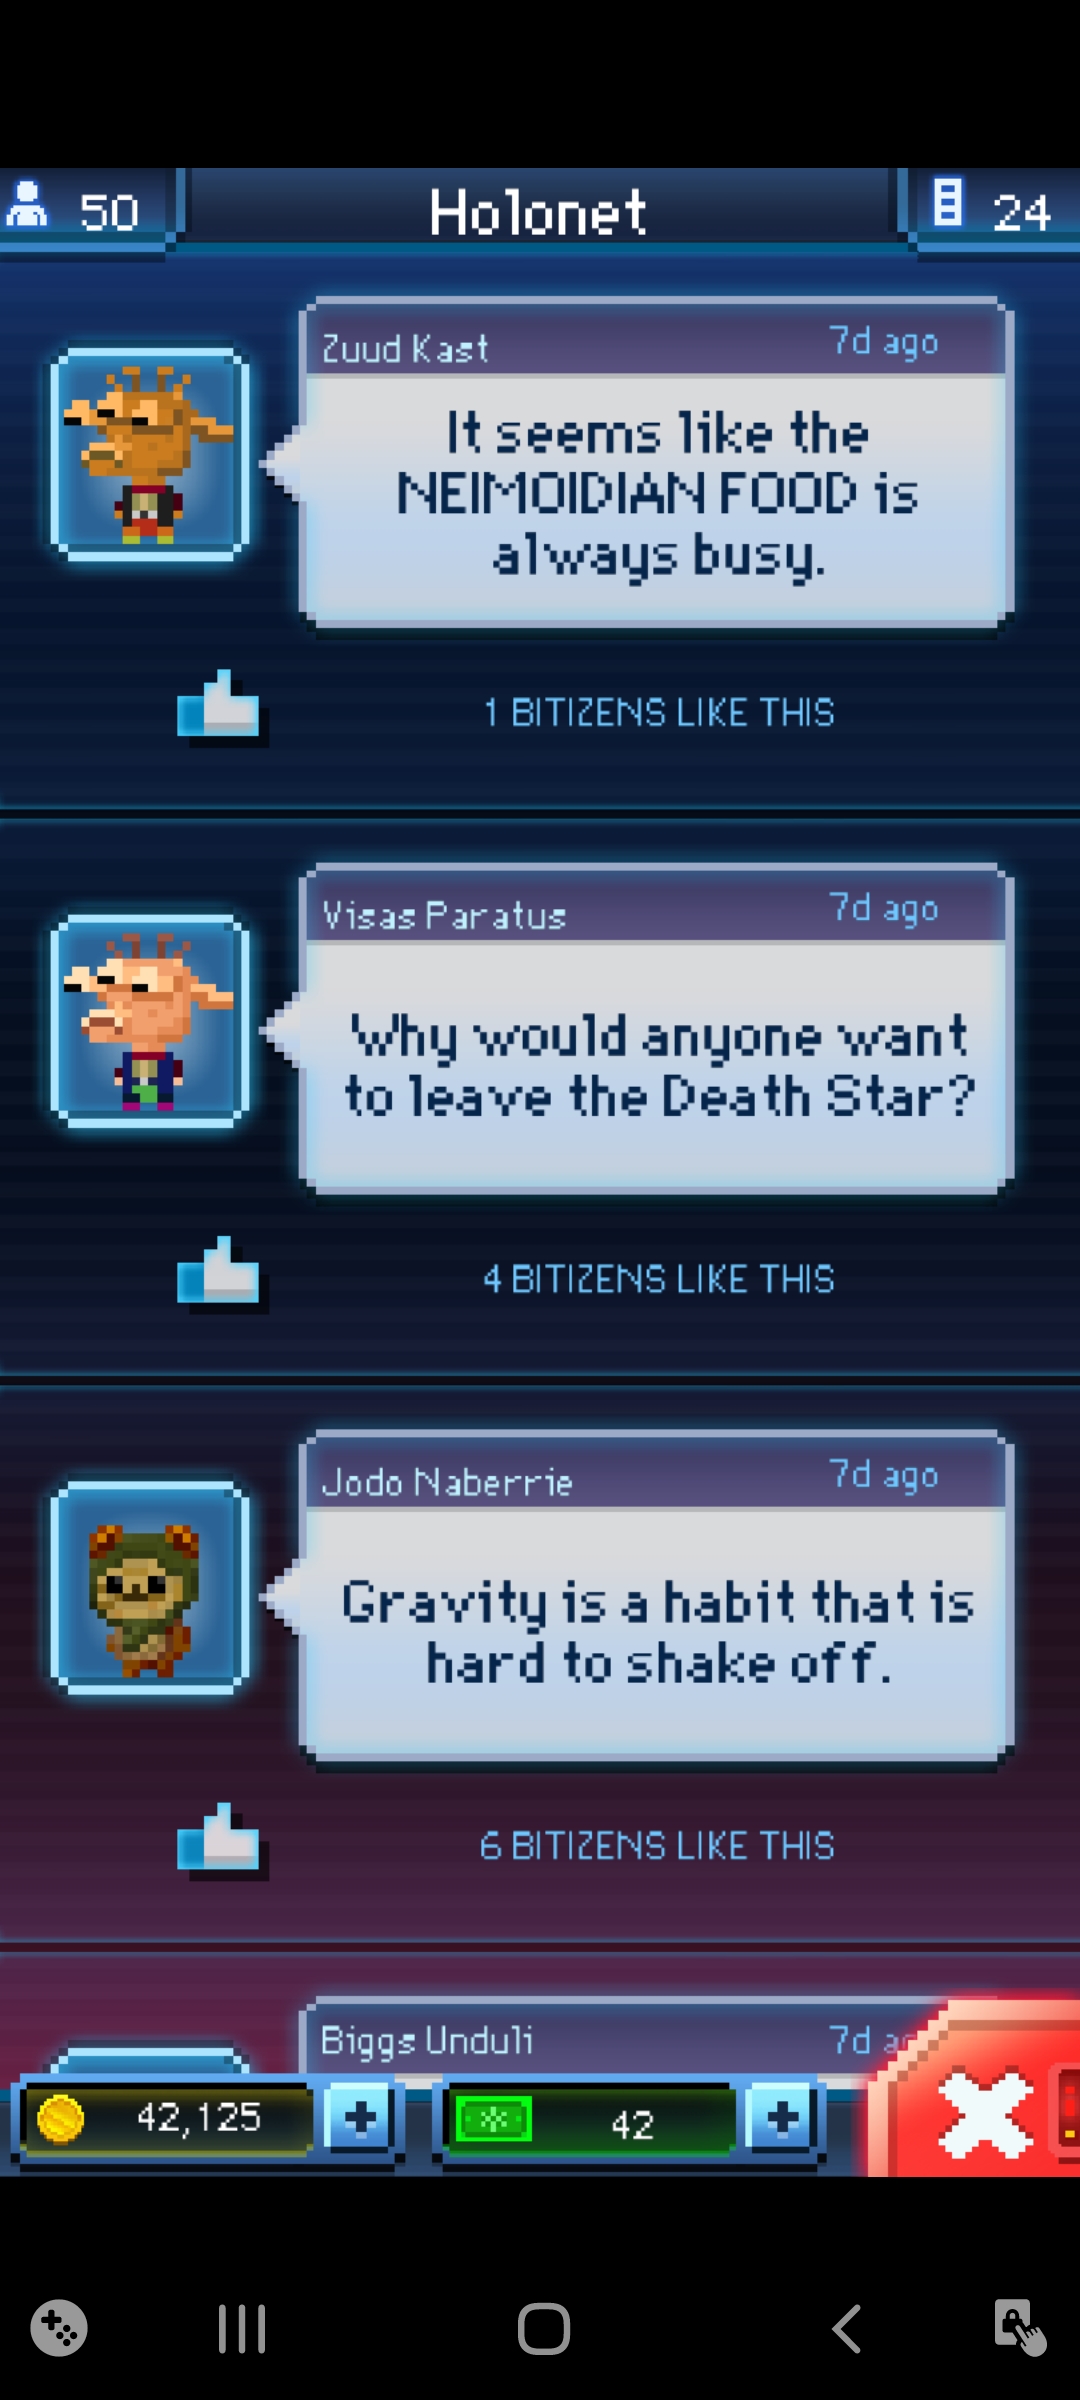 50
Holonet
24
Zuud Kast
7d ago
It seems like the
NEIMOIDIAN FOOD is
always busy.
1 BITIZENS LIKE THIS
Visas Paratus
7d ago
Why would anyone want
to leave the Death Star?
4 BITIZENS LIKE THIS
Jodo Naberrie
7d ago
Gravity is a habit that is
hard to shake off.
6 BITIZENS LIKE THIS
Biggs Unduli
7d
42,125
42